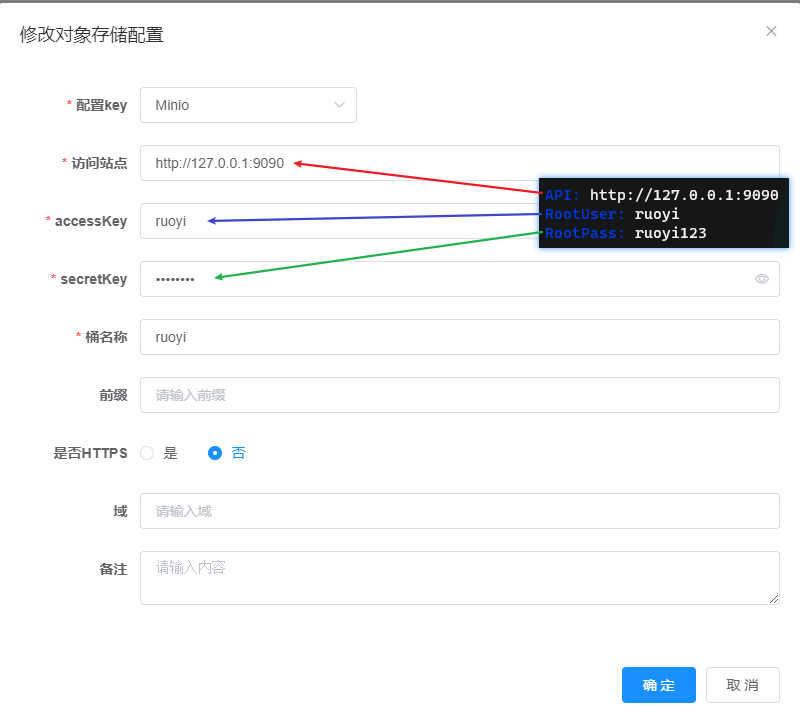 修改对象存储配置
* 配置key Minio
* 访问站点 http://127.0.0.1:9090
API: http://127.0.0.1:9090
* accessKey ruoyi
RootUser: ruoyi
RootPass: ruoyi123
* secretKey ••••••••
* 桶名称 ruoyi
前缀 请输入前缀
是否HTTPS 是 否
域 请输入域
备注 请输入内容
确定 取消